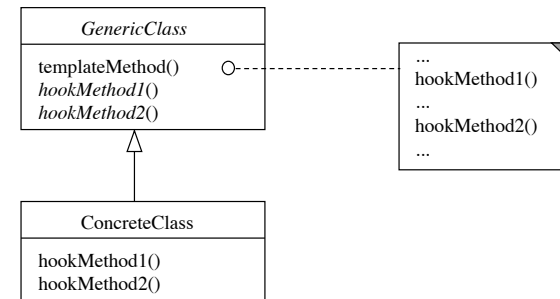 GenericClass
templateMethod()
hookMethod1()
hookMethod2()
...
hookMethod1()
...
hookMethod2()
...
ConcreteClass
hookMethod1()
hookMethod2()